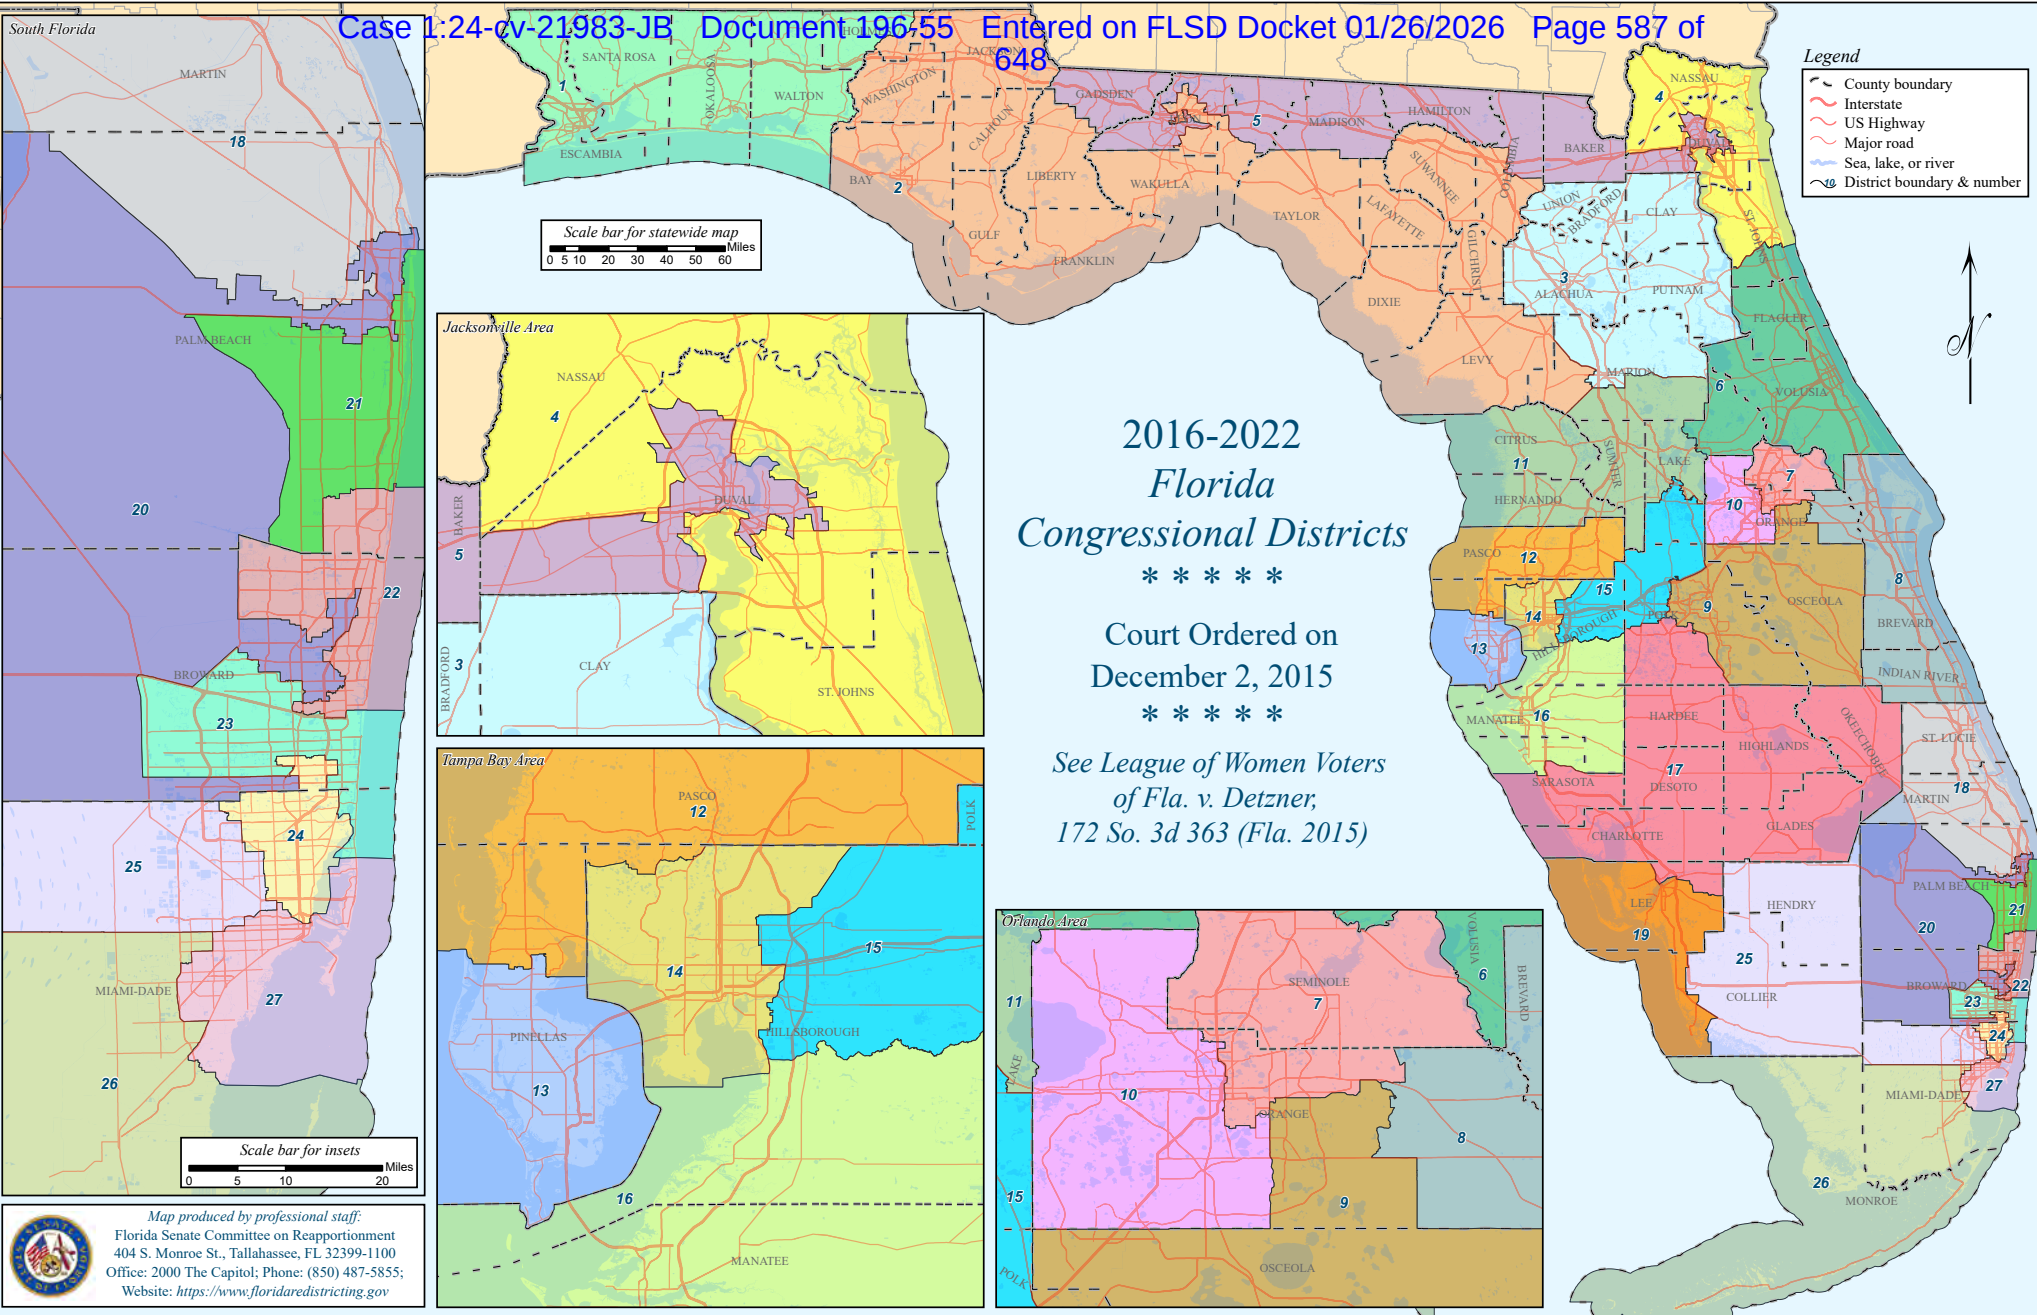 Case 1:24-cv-21983-JB Document 196-55 Entered on FLSD Docket 01/26/2026 Page 587 of
648
South Florida
MARTIN
18
PALM BEACH
21
20
22
BROWARD
23
24
25
MIAMI-DADE
27
26
Scale bar for insets
Miles
0 5 10 20
Map produced by professional staff:
Florida Senate Committee on Reapportionment
404 S. Monroe St., Tallahassee, FL 32399-1100
Office: 2000 The Capitol; Phone: (850) 487-5855;
Website: https://www.floridaredistricting.gov
Scale bar for statewide map
Miles
0 5 10 20 30 40 50 60
Jacksonville Area
NASSAU
4
DUVAL
BAKER
5
BRADFORD
3
CLAY
ST. JOHNS
Tampa Bay Area
PASCO
12
POLK
14
15
PINELLAS
HILLSBOROUGH
13
16
MANATEE
Orlando Area
VOLUSIA
6
BREVARD
SEMINOLE
7
11
LAKE
10
ORANGE
8
15
9
POLK
OSCEOLA
2016-2022
Florida
Congressional Districts
* * * * *
Court Ordered on
December 2, 2015
* * * * *
See League of Women Voters
of Fla. v. Detzner,
172 So. 3d 363 (Fla. 2015)
Legend
County boundary
Interstate
US Highway
Major road
Sea, lake, or river
10 District boundary & number
N
1
SANTA ROSA
OKALOOSA
WALTON
HOLMES
ESCAMBIA
WASHINGTON
JACKSON
BAY
2
CALHOUN
GULF
LIBERTY
FRANKLIN
GADSDEN
LEON
WAKULLA
5
MADISON
HAMILTON
TAYLOR
SUWANNEE
LAFAYETTE
COLUMBIA
BAKER
DIXIE
GILCHRIST
LEVY
4
NASSAU
DUVAL
ST. JOHNS
UNION
BRADFORD
CLAY
3
ALACHUA
PUTNAM
FLAGLER
MARION
6
VOLUSIA
CITRUS
11
SUMTER
LAKE
HERNANDO
10
7
ORANGE
PASCO
12
15
14
HILLSBOROUGH
POLK
9
OSCEOLA
8
BREVARD
13
INDIAN RIVER
MANATEE
16
HARDEE
HIGHLANDS
OKEECHOBEE
ST. LUCIE
17
SARASOTA
DESOTO
18
MARTIN
CHARLOTTE
GLADES
LEE
HENDRY
PALM BEACH
21
19
20
25
COLLIER
BROWARD
22
23
24
27
MIAMI-DADE
26
MONROE